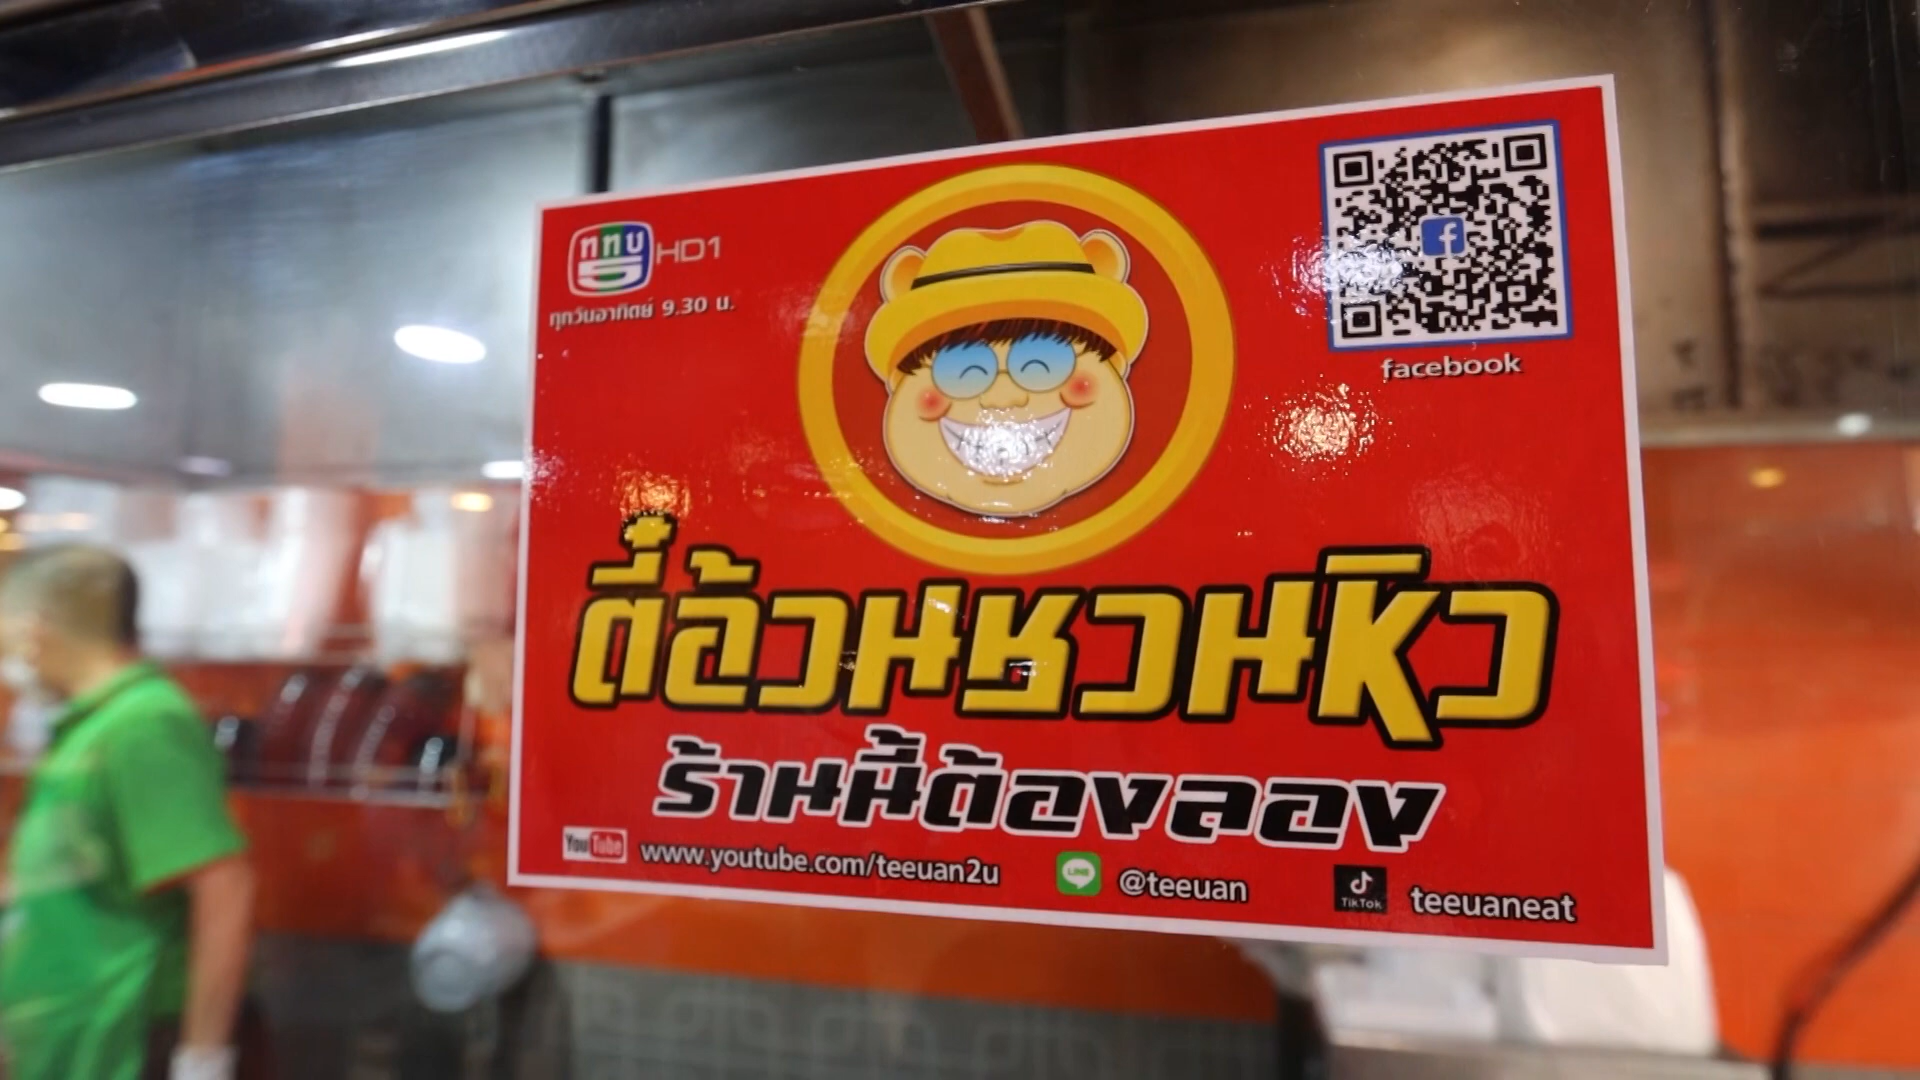 ททบ 5 HD1
ทุกวันอาทิตย์ 9.30 น.
facebook
ตี๋อ้วนชวนหิว
ร้านนี้ต้องลอง
YouTube www.youtube.com/teeuan2u
LINE @teeuan
TikTok teeuaneat